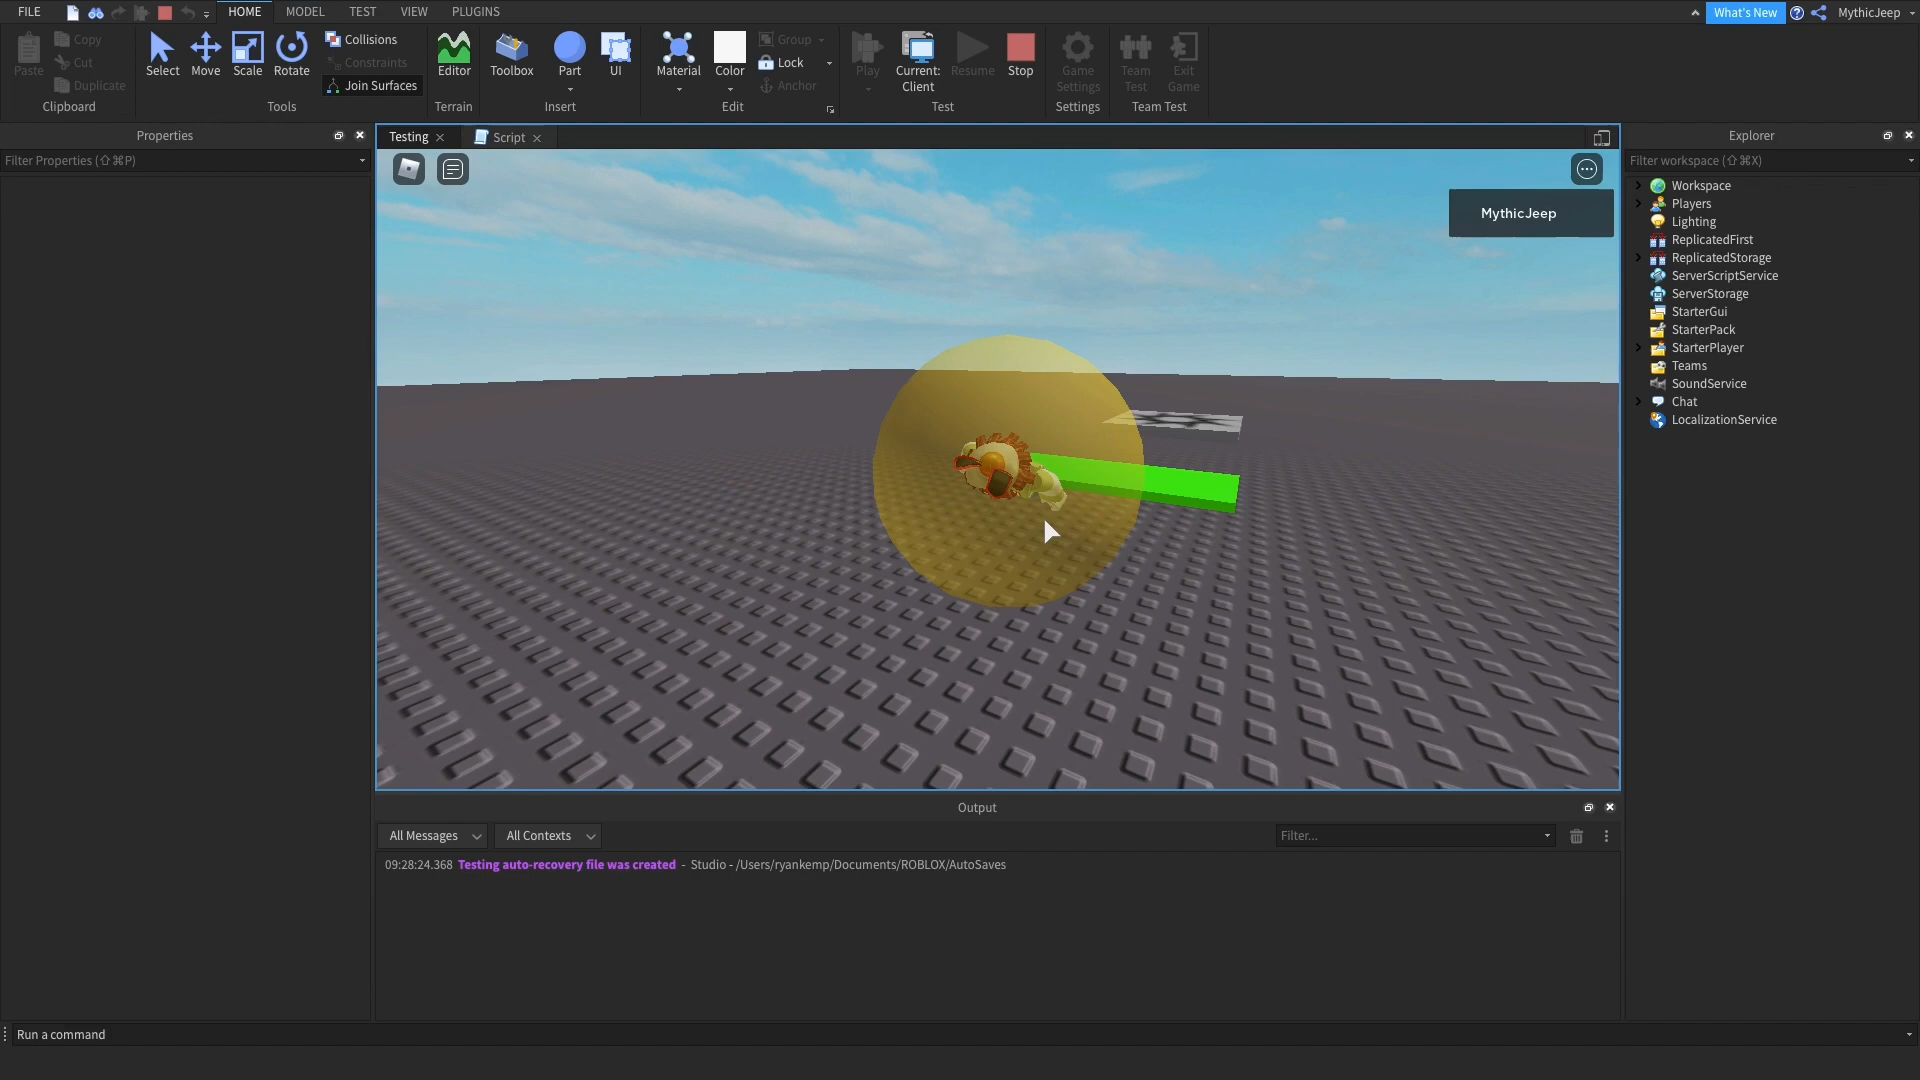 FILE
HOME
MODEL
TEST
VIEW
PLUGINS
What's New
MythicJeep
Paste
Copy
Cut
Duplicate
Clipboard
Select
Move
Scale
Rotate
Collisions
Constraints
Join Surfaces
Tools
Editor
Terrain
Toolbox
Part
UI
Insert
Material
Color
Group
Lock
Anchor
Edit
Play
Current:
Client
Resume
Stop
Test
Game
Settings
Settings
Team
Test
Exit
Game
Team Test
Properties
Filter Properties (⇧⌘P)
Testing
Script
MythicJeep
Explorer
Filter workspace (⇧⌘X)
Workspace
Players
Lighting
ReplicatedFirst
ReplicatedStorage
ServerScriptService
ServerStorage
StarterGui
StarterPack
StarterPlayer
Teams
SoundService
Chat
LocalizationService
Output
All Messages
All Contexts
Filter...
09:28:24.368 Testing auto-recovery file was created - Studio - /Users/ryankemp/Documents/ROBLOX/AutoSaves
Run a command